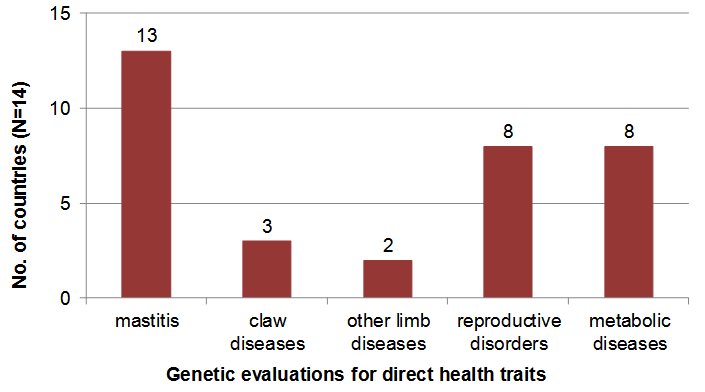 15
10
5
0
No. of countries (N=14)
13
3
2
8
8
mastitis
claw
diseases
other limb
diseases
reproductive
disorders
metabolic
diseases
Genetic evaluations for direct health traits